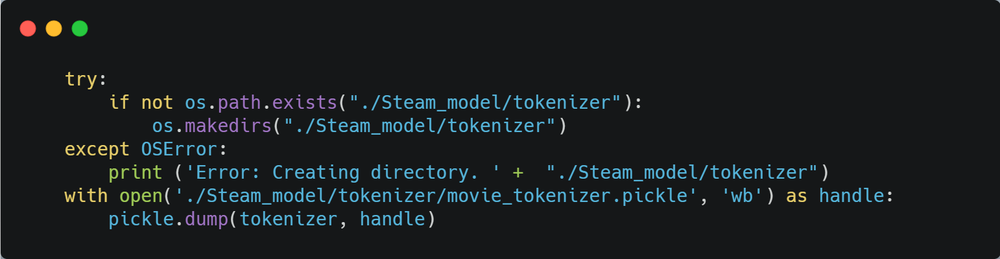 try:
    if not os.path.exists("./Steam_model/tokenizer"):
        os.makedirs("./Steam_model/tokenizer")
except OSError:
    print ('Error: Creating directory. ' +  "./Steam_model/tokenizer")
with open('./Steam_model/tokenizer/movie_tokenizer.pickle', 'wb') as handle:
    pickle.dump(tokenizer, handle)